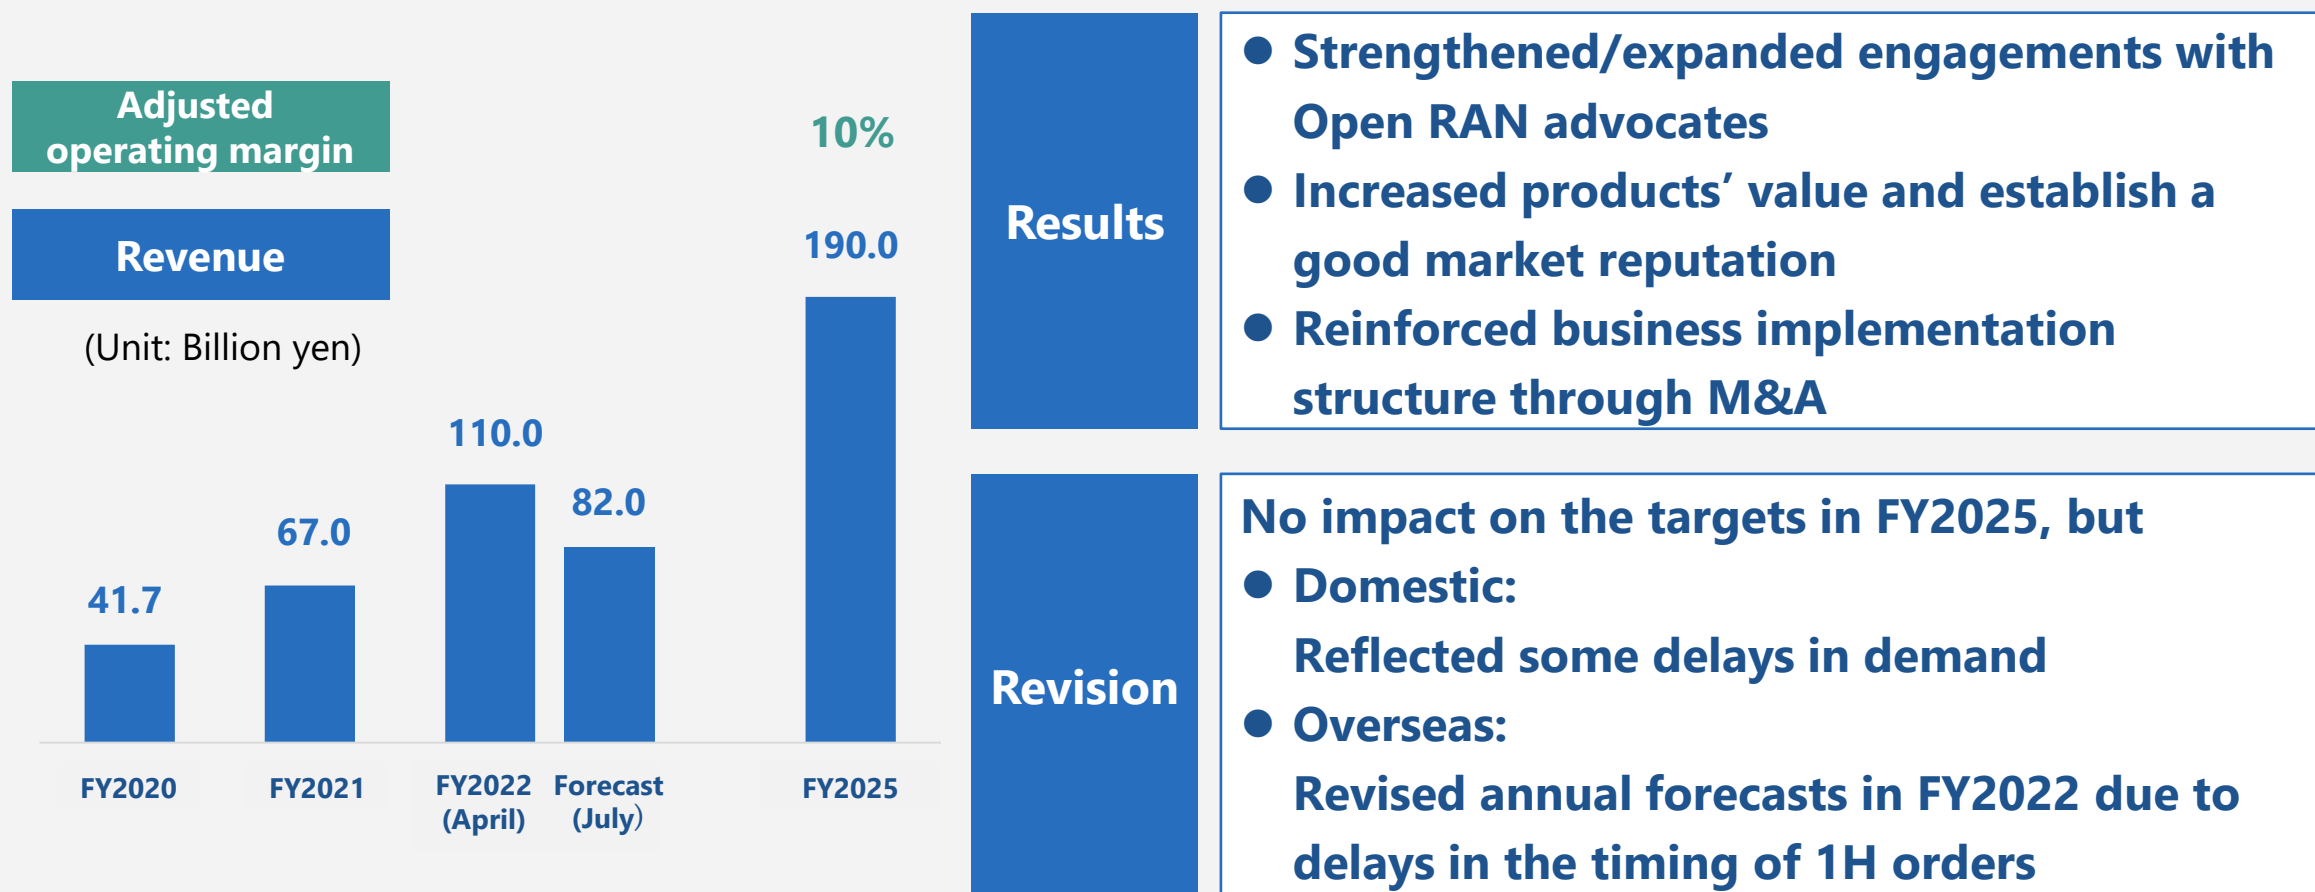 Adjusted
operating margin
Revenue
(Unit: Billion yen)
10%
41.7
67.0
110.0
82.0
190.0
FY2020
FY2021
FY2022
(April)
Forecast
(July)
FY2025
Results
● Strengthened/expanded engagements with
Open RAN advocates
● Increased products’ value and establish a
good market reputation
● Reinforced business implementation
structure through M&A
Revision
No impact on the targets in FY2025, but
● Domestic:
Reflected some delays in demand
● Overseas:
Revised annual forecasts in FY2022 due to
delays in the timing of 1H orders